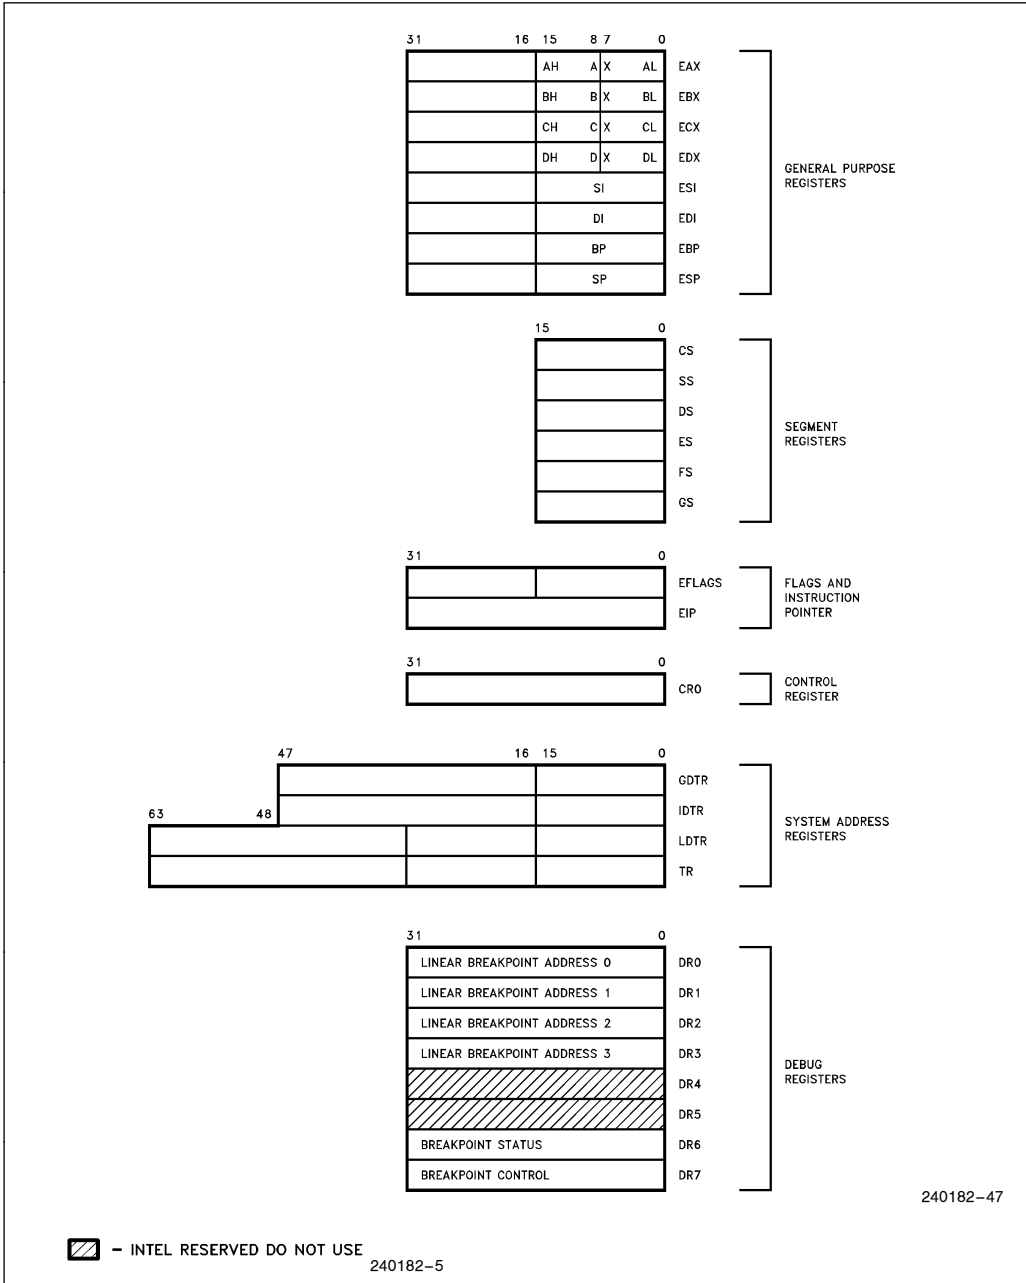 31 16 15 8 7 0
AH A X AL EAX
BH B X BL EBX
CH C X CL ECX
DH D X DL EDX
SI ESI
DI EDI
BP EBP
SP ESP
GENERAL PURPOSE
REGISTERS
15 0
CS
SS
DS
ES
FS
GS
SEGMENT
REGISTERS
31 0
EFLAGS
EIP
FLAGS AND
INSTRUCTION
POINTER
31 0
CR0
CONTROL
REGISTER
47 16 15 0
GDTR
IDTR
63 48
LDTR
TR
SYSTEM ADDRESS
REGISTERS
31 0
LINEAR BREAKPOINT ADDRESS 0 DR0
LINEAR BREAKPOINT ADDRESS 1 DR1
LINEAR BREAKPOINT ADDRESS 2 DR2
LINEAR BREAKPOINT ADDRESS 3 DR3
DR4
DR5
BREAKPOINT STATUS DR6
BREAKPOINT CONTROL DR7
DEBUG
REGISTERS
240182-47
- INTEL RESERVED DO NOT USE
240182-5